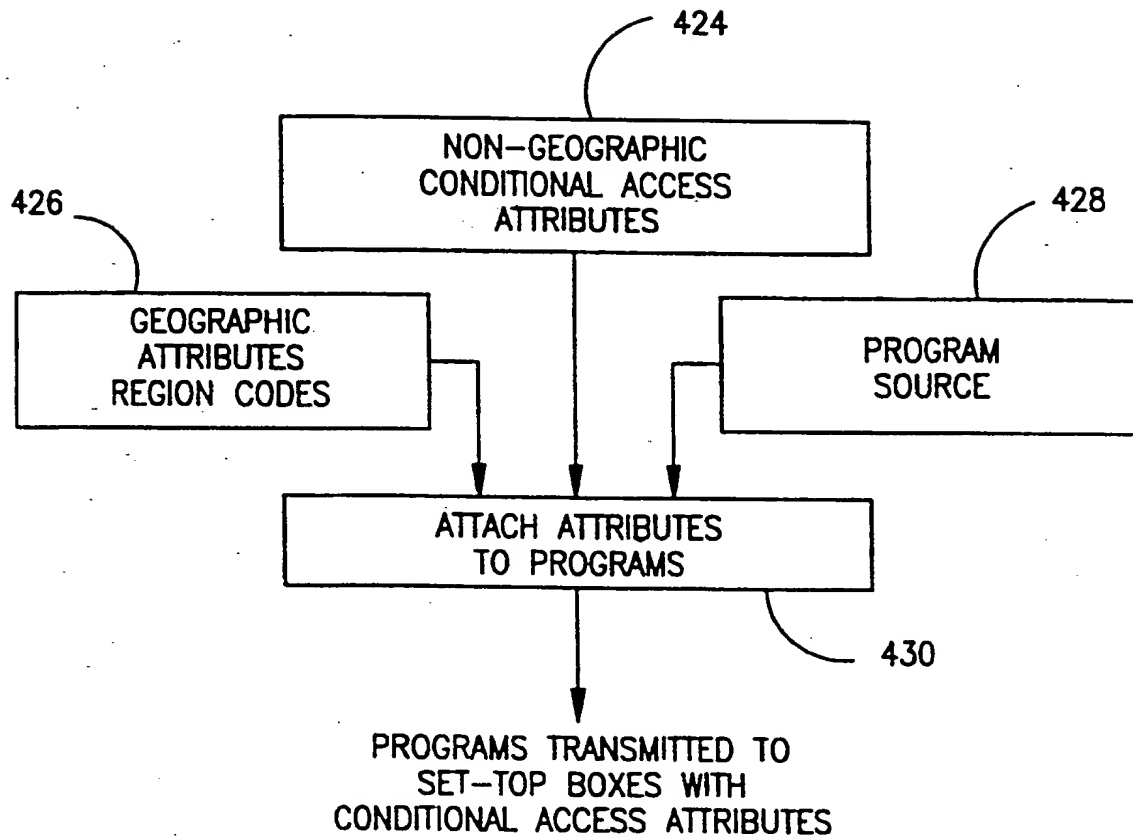 424
NON-GEOGRAPHIC
CONDITIONAL ACCESS
ATTRIBUTES
426
428
GEOGRAPHIC
ATTRIBUTES
REGION CODES
PROGRAM
SOURCE
ATTACH ATTRIBUTES
TO PROGRAMS
430
PROGRAMS TRANSMITTED TO
SET-TOP BOXES WITH
CONDITIONAL ACCESS ATTRIBUTES